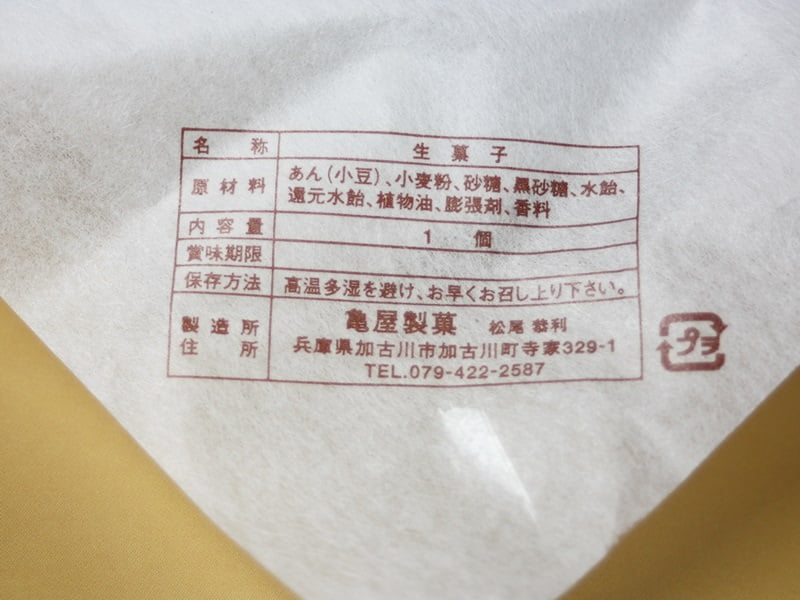 名 称 生菓子
原材料 あん(小豆)、小麦粉、砂糖、黒砂糖、水飴、
還元水飴、植物油、膨張剤、香料
内容量 1 個
賞味期限
保存方法 高温多湿を避け、お早くお召し上り下さい。
製造所 亀屋製菓 松尾 恭利
住 所 兵庫県加古川市加古川町寺家329-1
TEL.079-422-2587
プラ